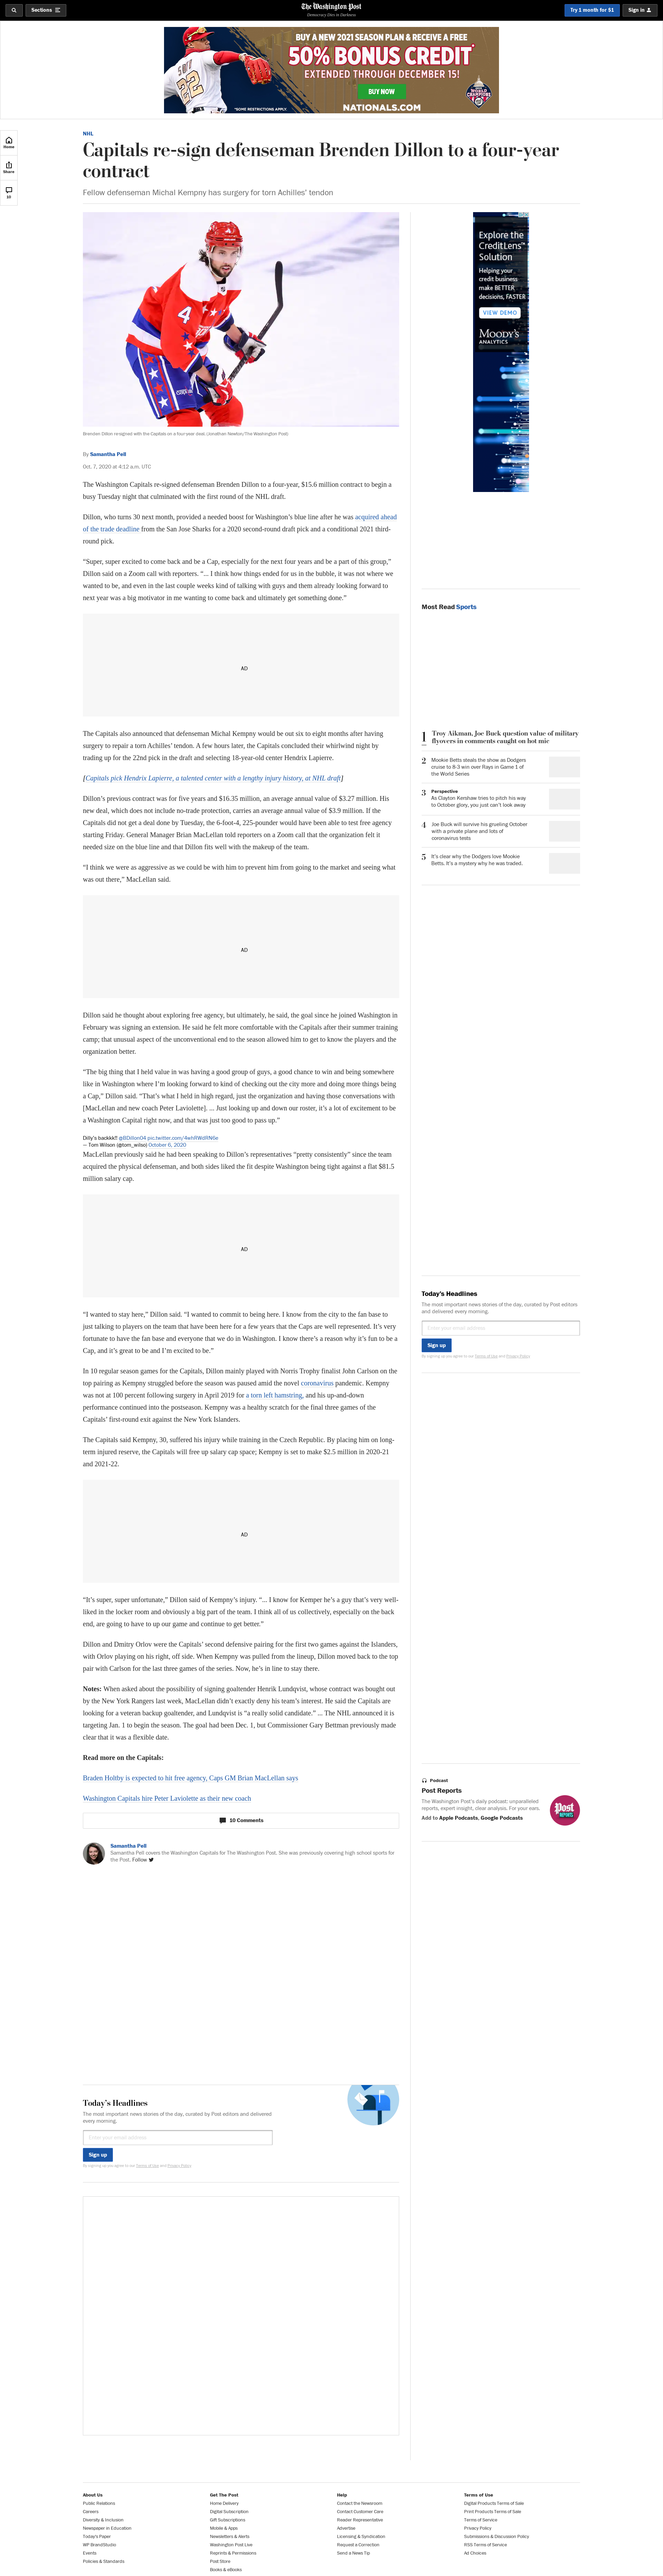 Sections
The Washington Post
Democracy Dies in Darkness
Try 1 month for $1
Sign in
BUY A NEW 2021 SEASON PLAN & RECEIVE A
50% BONUS CREDIT*
EXTENDED THROUGH DECEMBER 15!
BUY NOW
*SOME RESTRICTIONS APPLY.
NATIONALS.COM
Home
Share
10
NHL
Capitals re-sign defenseman Brenden Dillon to a four-year
contract
Fellow defenseman Michal Kempny has surgery for torn Achilles' tendon
Brenden Dillon re-signed with the Capitals on a four-year deal. (Jonathan Newton/The Washington Post)
By Samantha Pell
Oct. 7, 2020 at 4:12 a.m. UTC
The Washington Capitals re-signed defenseman Brenden Dillon to a four-year, $15.6 million contract to begin a
busy Tuesday night that culminated with the first round of the NHL draft.
Dillon, who turns 30 next month, provided a needed boost for Washington's blue line after he was acquired ahead
of the trade deadline from the San Jose Sharks for a 2020 second-round draft pick and a conditional 2021 third-
round pick.
“Super, super excited to come back and be a Cap, especially for the next four years and be a part of this group,”
Dillon said on a Zoom call with reporters. “... I think how things ended for us in the bubble, it was not where we
wanted to be, and even in the last couple weeks kind of talking with guys and them already looking forward to
next year was a big motivator in me wanting to come back and ultimately get something done.”
AD
The Capitals also announced that defenseman Michal Kempny would be out six to eight months after having
surgery to repair a torn Achilles' tendon. A few hours later, the Capitals concluded their whirlwind night by
trading up for the 22nd pick in the draft and selecting 18-year-old center Hendrix Lapierre.
[Capitals pick Hendrix Lapierre, a talented center with a lengthy injury history, at NHL draft]
Dillon's previous contract was for five years and $16.35 million, an average annual value of $3.27 million. His
new deal, which does not include no-trade protection, carries an average annual value of $3.9 million. If the
Capitals did not get a deal done by Tuesday, the 6-foot-4, 225-pounder would have been able to test free agency
starting Friday. General Manager Brian MacLellan told reporters on a Zoom call that the organization felt it
needed size on the blue line and that Dillon fits well with the makeup of the team.
“I think we were as aggressive as we could be with him to prevent him from going to the market and seeing what
was out there,” MacLellan said.
AD
Dillon said he thought about exploring free agency, but ultimately, he said, the goal since he joined Washington in
February was signing an extension. He said he felt more comfortable with the Capitals after their summer training
camp; that unusual aspect of the unconventional end to the season allowed him to get to know the players and the
organization better.
“The big thing that I held value in was having a good group of guys, a good chance to win and being somewhere
like in Washington where I'm looking forward to kind of checking out the city more and doing a lot more things to
being a Cap,” Dillon said. “That's what I held in high regard, just the organization and having those conversations with
[MacLellan and new coach Peter Laviolette]. ... Just looking up and down our roster, it's one that's really exciting to be
a Washington Capital right now, and that was just too good to pass up.”
Dilly's backkk!! @BDillon04 pic.twitter.com/4whRWdRN6e
— Tom Wilson (@tom_wilso) October 6, 2020
MacLellan previously said he had been speaking to Dillon's representatives “pretty consistently” since the team
acquired the physical defenseman, and both sides liked the fit despite Washington being tight against a flat $81.5
million salary cap.
AD
“I wanted to stay here,” Dillon said. “I wanted to commit to being here. I know from the city to the fan base to
just talking to players on the team that have been here for a few years that the Caps are well represented. It's very
fortunate to have the fan base and everyone that we do in Washington. I know there's a reason why it's fun to be a
Cap, and it's great to be and I'm excited to be.”
In 10 regular season games for the Capitals, Dillon mainly played with Norris Trophy finalist John Carlson on the
top pairing as Kempny struggled before the season was paused amid the novel coronavirus pandemic. Kempny
was not at 100 percent following surgery in April 2019 for a torn left hamstring, and his up-and-down
performance continued into the postseason. Kempny was a healthy scratch for the final three games of the
Capitals' first-round exit against the New York Islanders.
The Capitals said Kempny, 30, suffered his injury while training in the Czech Republic. By placing him on long-
term injured reserve, the Capitals will free up salary cap space; Kempny is set to make $2.5 million in 2020-21
and 2021-22.
AD
“It's super, super unfortunate,” Dillon said of Kempny's injury. “... I know for Kemper he's a guy that's very well-
liked in the locker room and obviously a big part of the team. I think all of us collectively, especially on the back
end, are going to have to up our game and continue to get better.”
Dillon and Dmitry Orlov were the Capitals' second defensive pairing for the first two games against the Islanders,
with Orlov playing on his right, off side. When Kempny was pulled from the lineup, Dillon moved back to the top
pair with Carlson for the last three games of the series. Now, he's in line to stay there.
Notes: When asked about the possibility of signing goaltender Henrik Lundqvist, whose contract was bought out
by the New York Rangers last week, MacLellan didn't exactly deny his team's interest. He said the Capitals are
looking for a veteran backup goaltender, and Lundqvist is “a really solid candidate.” ... The NHL announced it is
targeting Jan. 1 to begin the season. The goal had been Dec. 1, but Commissioner Gary Bettman previously made
clear that it was a flexible date.
Read more on the Capitals:
Braden Holtby is expected to hit free agency, Caps GM Brian MacLellan says
Washington Capitals hire Peter Laviolette as their new coach
10 Comments
Samantha Pell
Samantha Pell covers the Washington Capitals for The Washington Post. She was previously covering high school sports for
the Post. Follow
Today's Headlines
The most important news stories of the day, curated by Post editors and delivered
every morning.
Enter your email address
Sign up
By signing up you agree to our Terms of Use and Privacy Policy
Explore the
CreditLens™
Solution
Helping your
credit business
make BETTER
decisions, FASTER
VIEW DEMO
MOODY'S
ANALYTICS
Most Read Sports
1 Troy Aikman, Joe Buck question value of military
flyovers in comments caught on hot mic
2 Mookie Betts steals the show as Dodgers
cruise to 8-3 win over Rays in Game 1 of
the World Series
3 Perspective
As Clayton Kershaw tries to pitch his way
to October glory, you just can't look away
4 Joe Buck will survive his grueling October
with a private plane and lots of
coronavirus tests
5 It's clear why the Dodgers love Mookie
Betts. It's a mystery why he was traded.
Today's Headlines
The most important news stories of the day, curated by Post editors
and delivered every morning.
Enter your email address
Sign up
By signing up you agree to our Terms of Use and Privacy Policy
Podcast
Post Reports
The Washington Post's daily podcast: unparalleled
reports, expert insight, clear analysis. For your ears.
Add to Apple Podcasts, Google Podcasts
Post
REPORTS
About Us
Public Relations
Careers
Diversity & Inclusion
Newspaper in Education
Today's Paper
WP BrandStudio
Events
Policies & Standards
Get The Post
Home Delivery
Digital Subscription
Gift Subscriptions
Mobile & Apps
Newsletters & Alerts
Washington Post Live
Reprints & Permissions
Post Store
Books & eBooks
Help
Contact the Newsroom
Contact Customer Care
Reader Representative
Advertise
Licensing & Syndication
Request a Correction
Send a News Tip
Terms of Use
Digital Products Terms of Sale
Print Products Terms of Sale
Terms of Service
Privacy Policy
Submissions & Discussion Policy
RSS Terms of Service
Ad Choices